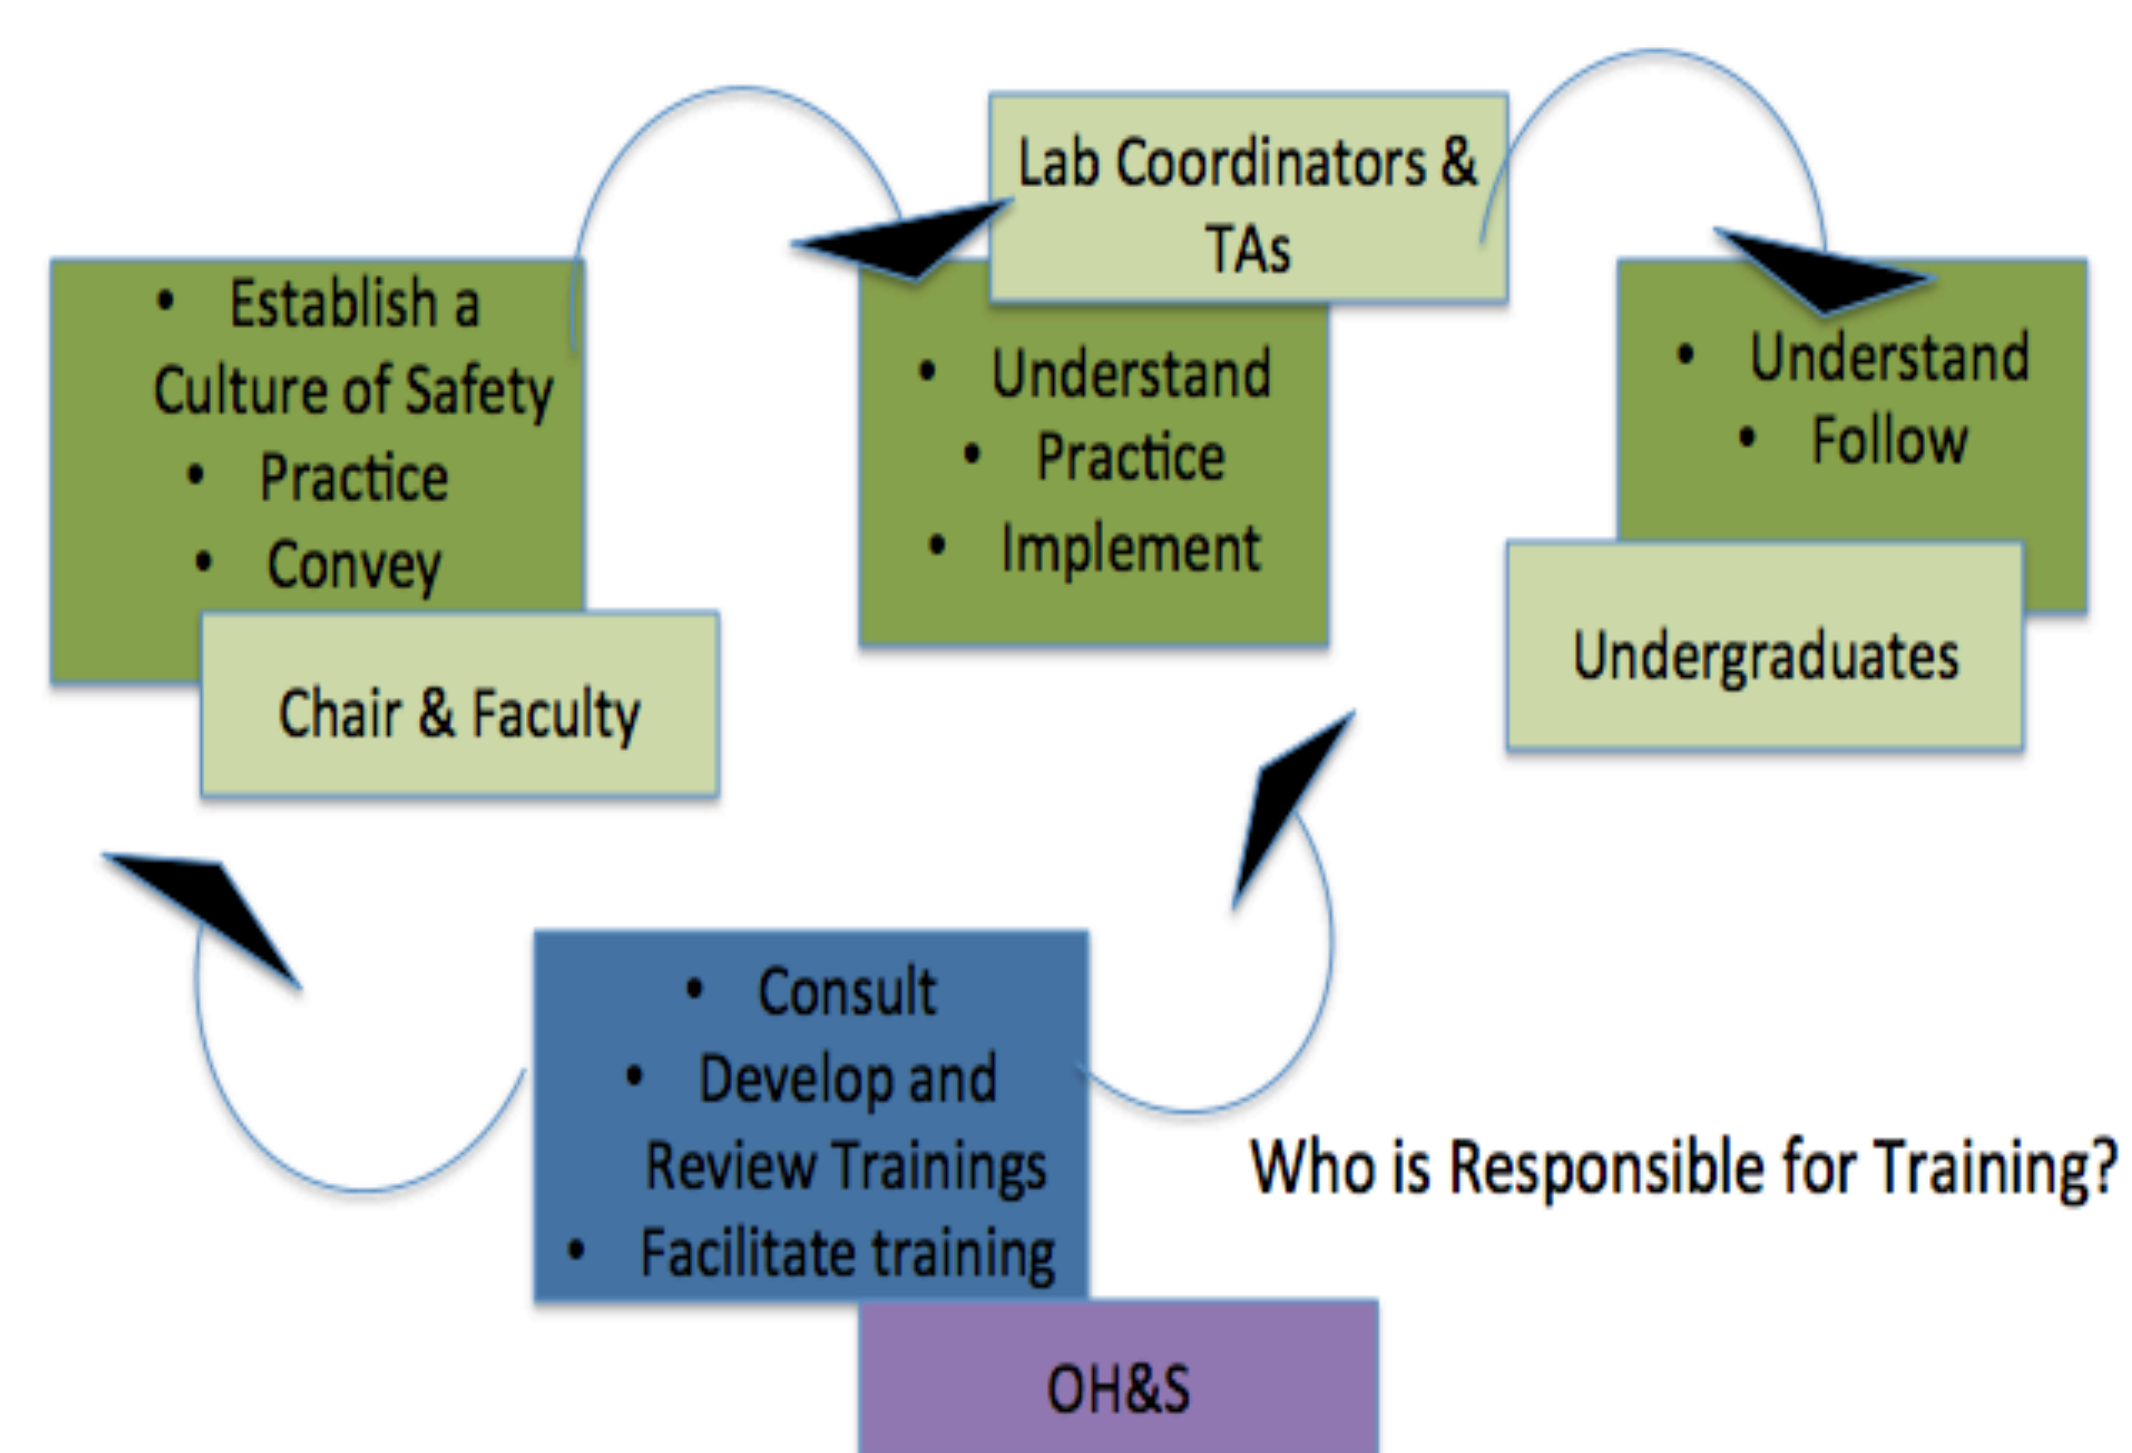 • Establish a
Culture of Safety
• Practice
• Convey
Chair & Faculty
Lab Coordinators &
TAs
• Understand
• Practice
• Implement
• Understand
• Follow
Undergraduates
• Consult
• Develop and
Review Trainings
• Facilitate training
OH&S
Who is Responsible for Training?